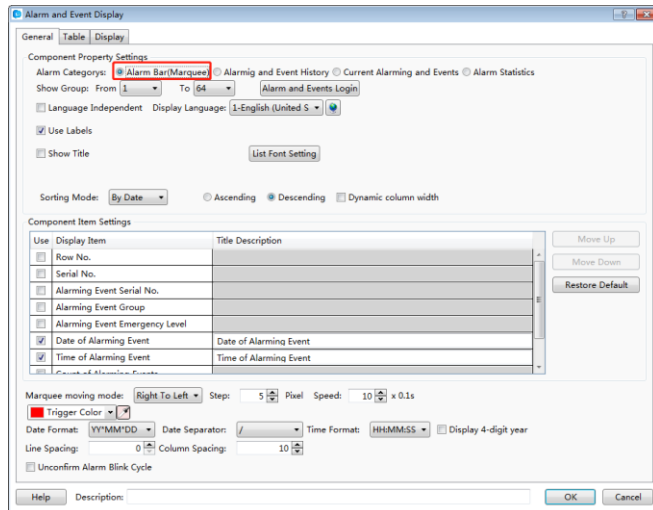 Alarm and Event Display
General Table Display
Component Property Settings
Alarm Categorys: Alarm Bar(Marquee) Alarmig and Event History Current Alarming and Events Alarm Statistics
Show Group: From 1 To 64 Alarm and Events Login
Language Independent Display Language: 1-English (United S
Use Labels
Show Title List Font Setting
Sorting Mode: By Date Ascending Descending Dynamic column width
Component Item Settings
Use Display Item Title Description Move Up
Row No.
Move Down
Serial No.
Restore Default
Alarming Event Serial No.
Alarming Event Group
Alarming Event Emergency Level
Date of Alarming Event Date of Alarming Event
Time of Alarming Event Time of Alarming Event
Count of Alarming Events
Marquee moving mode: Right To Left Step: 5 Pixel Speed: 10 x 0.1s
Trigger Color
Date Format: YY*MM*DD Date Separator: / Time Format: HH:MM:SS Display 4-digit year
Line Spacing: 0 Column Spacing: 10
Unconfirm Alarm Blink Cycle
Help Description: OK Cancel